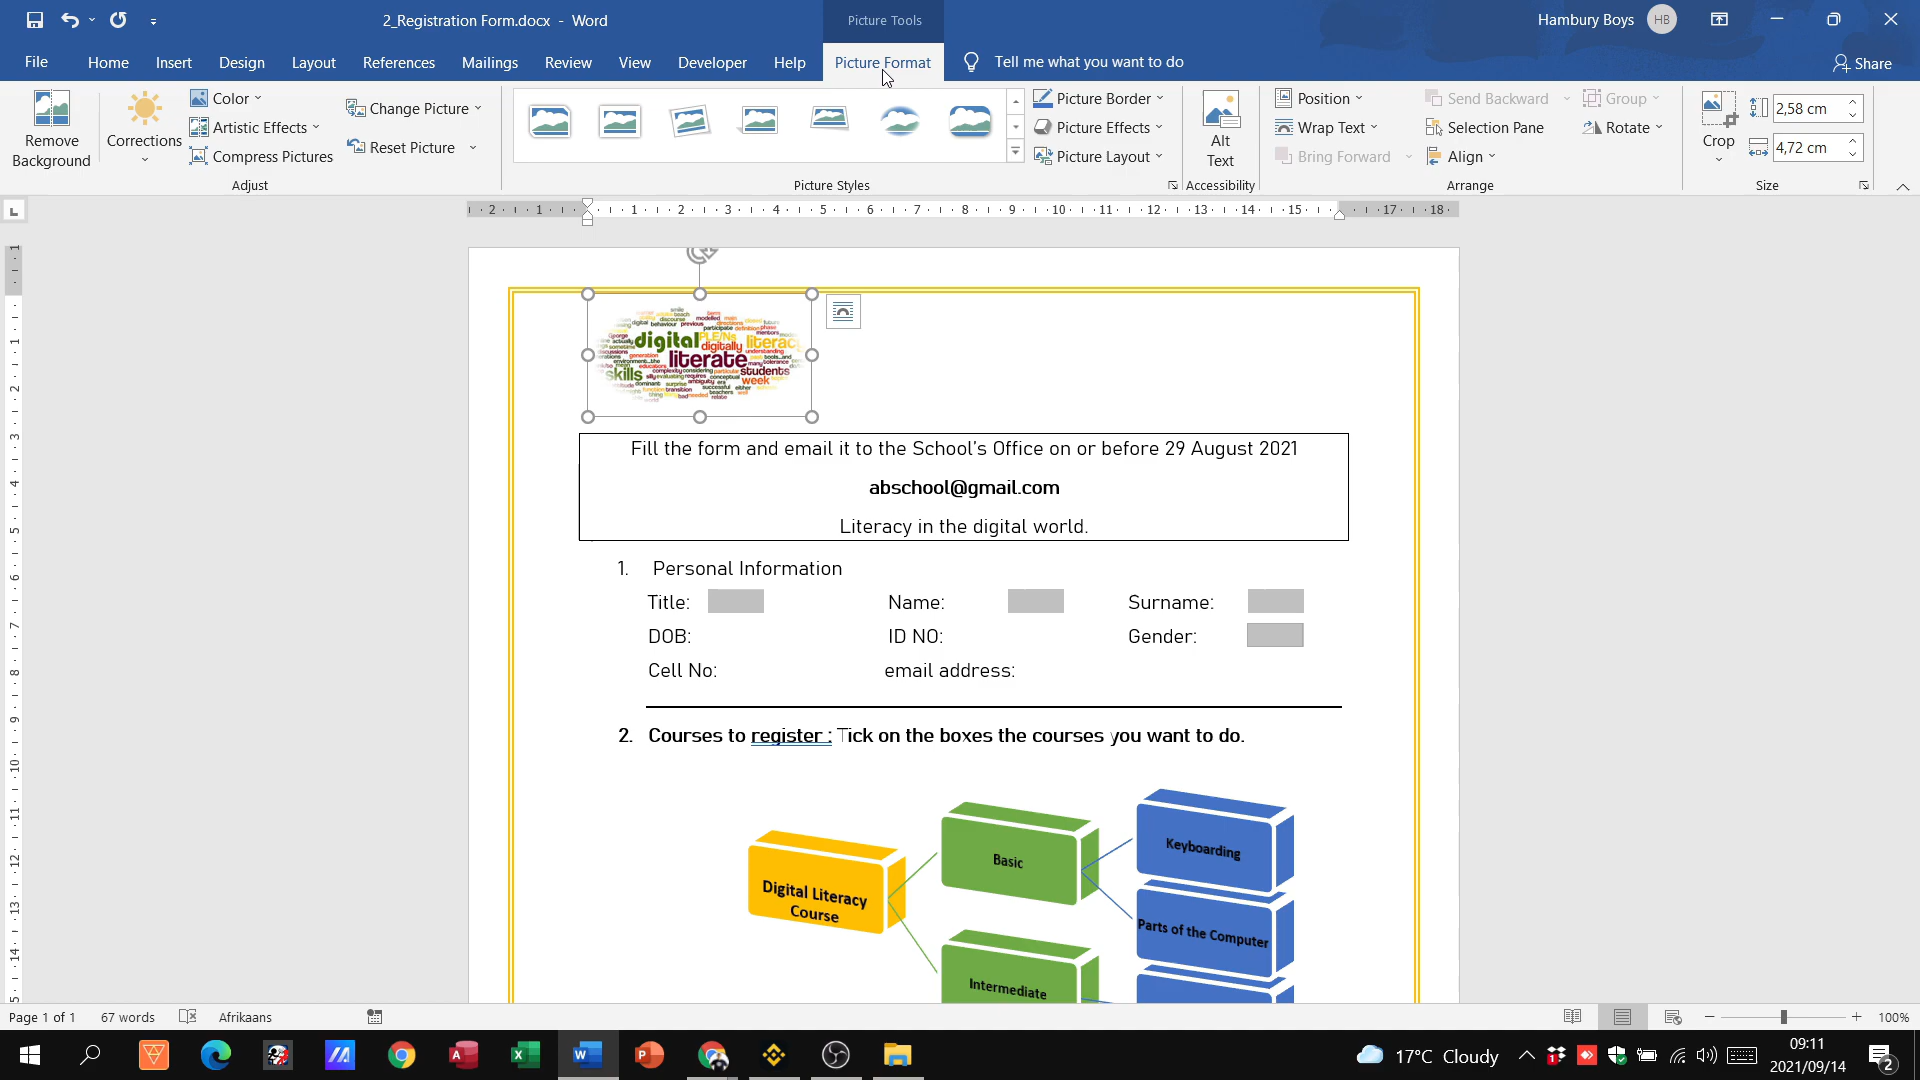 2_Registration Form.docx - Word
Picture Tools
Hambury Boys
HB
File
Home
Insert
Design
Layout
References
Mailings
Review
View
Developer
Help
Picture Format
Tell me what you want to do
Share
Remove
Background
Corrections
Color
Artistic Effects
Compress Pictures
Change Picture
Reset Picture
Adjust
Picture Styles
Picture Border
Picture Effects
Picture Layout
Alt
Text
Accessibility
Position
Wrap Text
Bring Forward
Send Backward
Selection Pane
Align
Group
Rotate
Arrange
Crop
2,58 cm
4,72 cm
Size
digital
literacy
digitally
literate
skills
students
week
Fill the form and email it to the School's Office on or before 29 August 2021
abschool@gmail.com
Literacy in the digital world.
1. Personal Information
Title: Name: Surname:
DOB: ID NO: Gender:
Cell No: email address:
2. Courses to register : Tick on the boxes the courses you want to do.
Digital Literacy
Course
Basic
Intermediate
Keyboarding
Parts of the Computer
Page 1 of 1
67 words
Afrikaans
100%
17°C Cloudy
09:11
2021/09/14
2